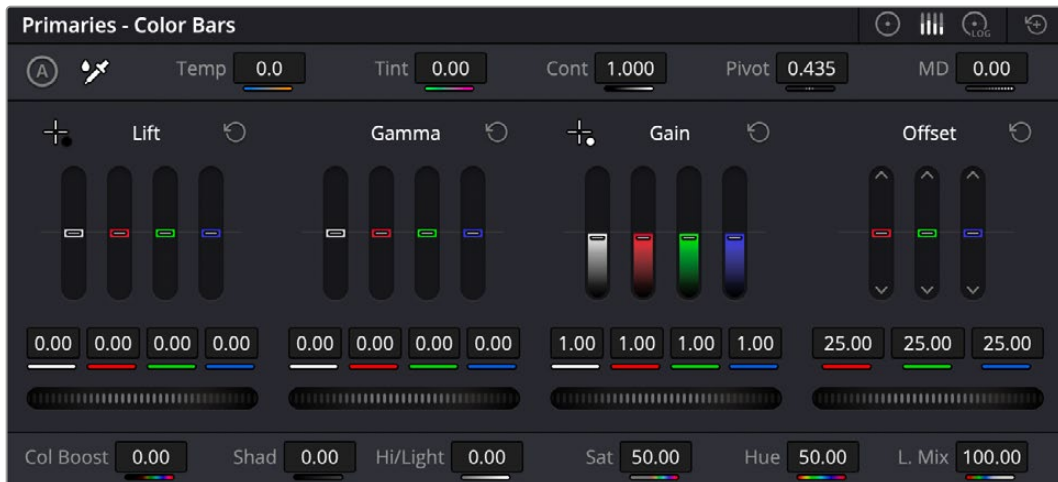 Primaries - Color Bars
LOG
A Temp 0.0 Tint 0.00 Cont 1.000 Pivot 0.435 MD 0.00
Lift Gamma Gain Offset
0.00 0.00 0.00 0.00 0.00 0.00 0.00 0.00 1.00 1.00 1.00 1.00 25.00 25.00 25.00
Col Boost 0.00 Shad 0.00 Hi/Light 0.00 Sat 50.00 Hue 50.00 L. Mix 100.00